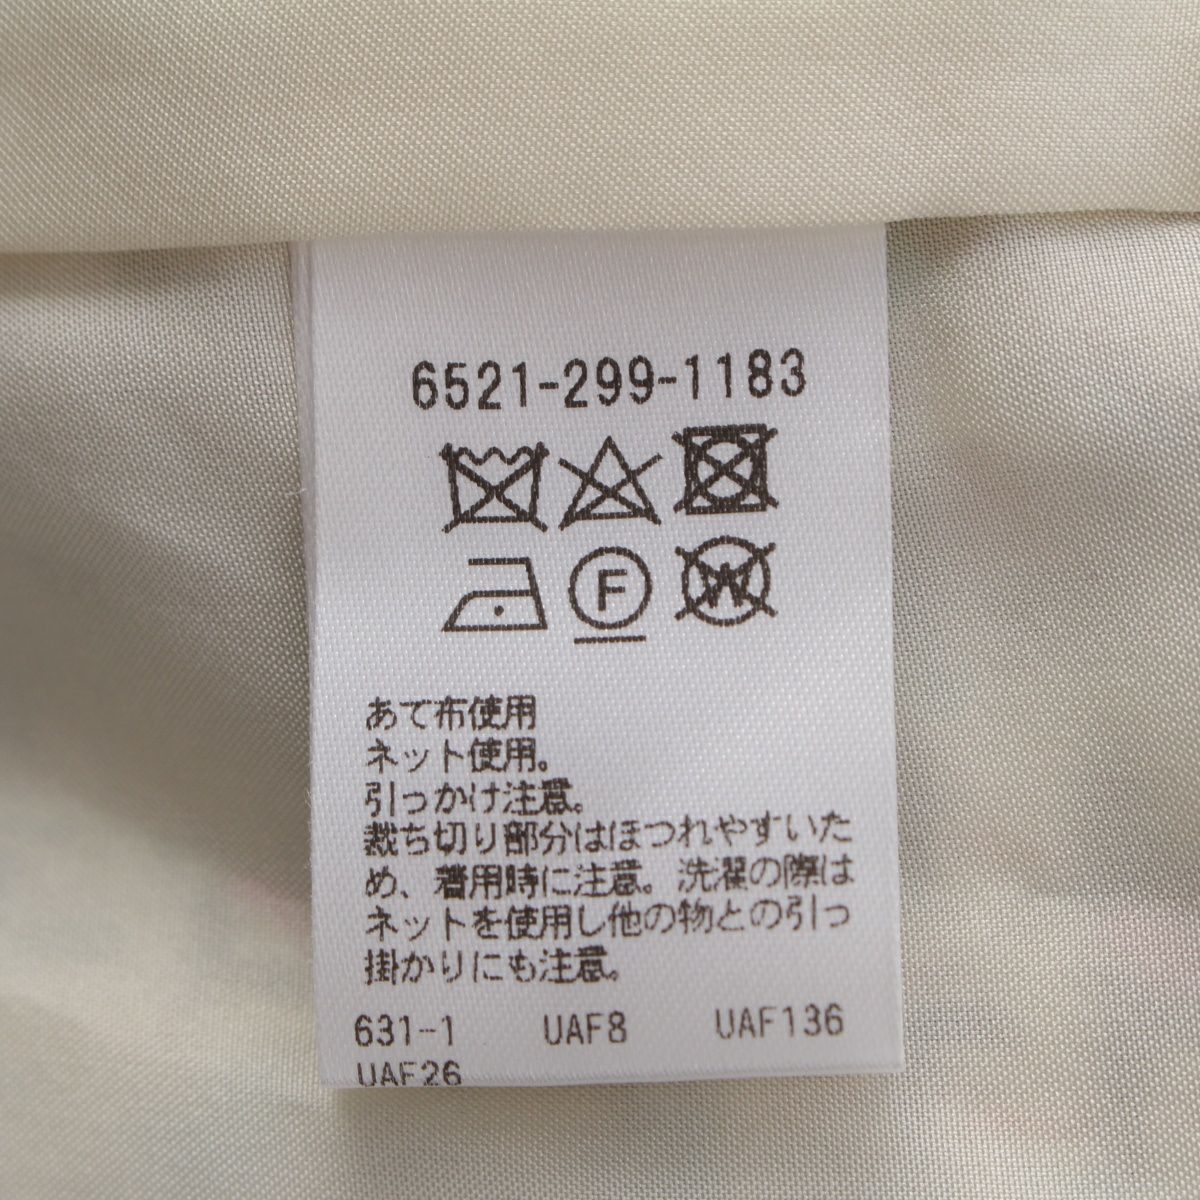 6521-299-1183
F
W
あて布使用
ネット使用。
引っかけ注意。
裁ち切り部分はほつれやすいた
め、着用時に注意。洗濯の際は
ネットを使用し他の物との引っ
掛かりにも注意。
631-1 UAF8 UAF136
UAF26